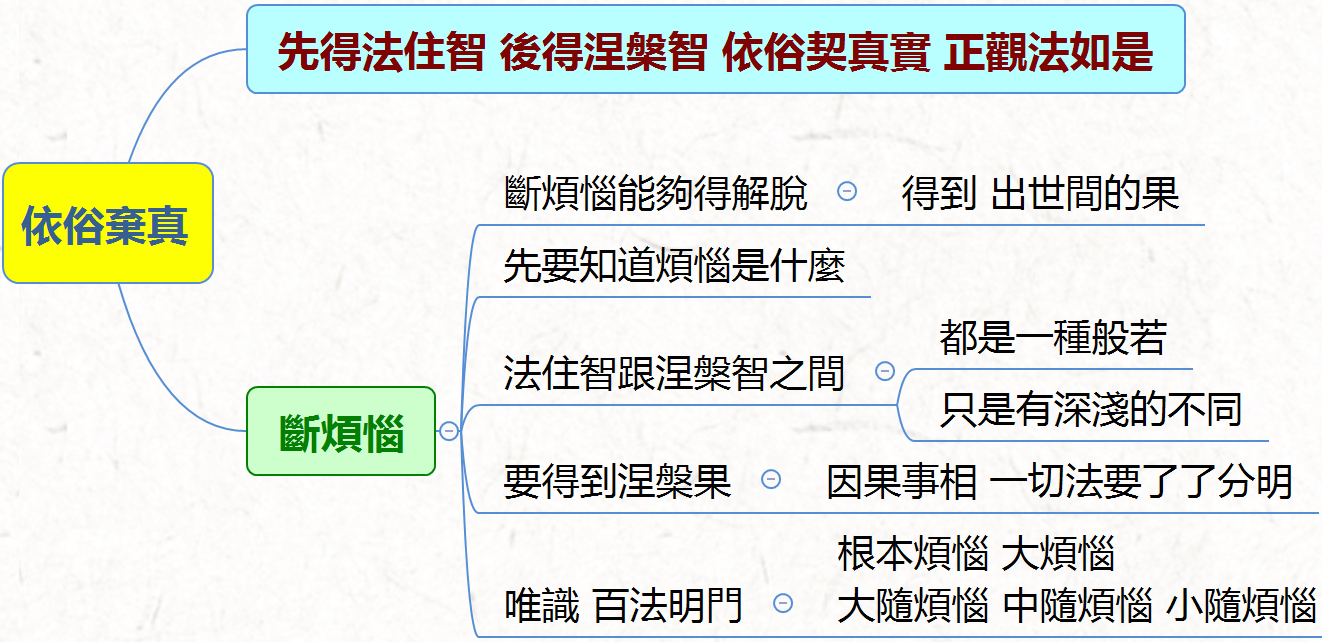 先得法住智 後得涅槃智 依俗契真實 正觀法如是
依俗棄真
斷煩惱能夠得解脫 得到 出世間的果
先要知道煩惱是什麼
法住智跟涅槃智之間
都是一種般若
只是有深淺的不同
斷煩惱
要得到涅槃果 因果事相 一切法要了了分明
唯識 百法明門
根本煩惱 大煩惱
大隨煩惱 中隨煩惱 小隨煩惱